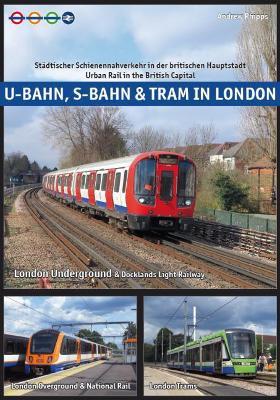 Andrew Phipps
Städtischer Schienennahverkehr in der britischen Hauptstadt
Urban Rail in the British Capital
U-BAHN, S-BAHN & TRAM IN LONDON
London Underground & Docklands Light Railway
London Overground & National Rail
London Trams